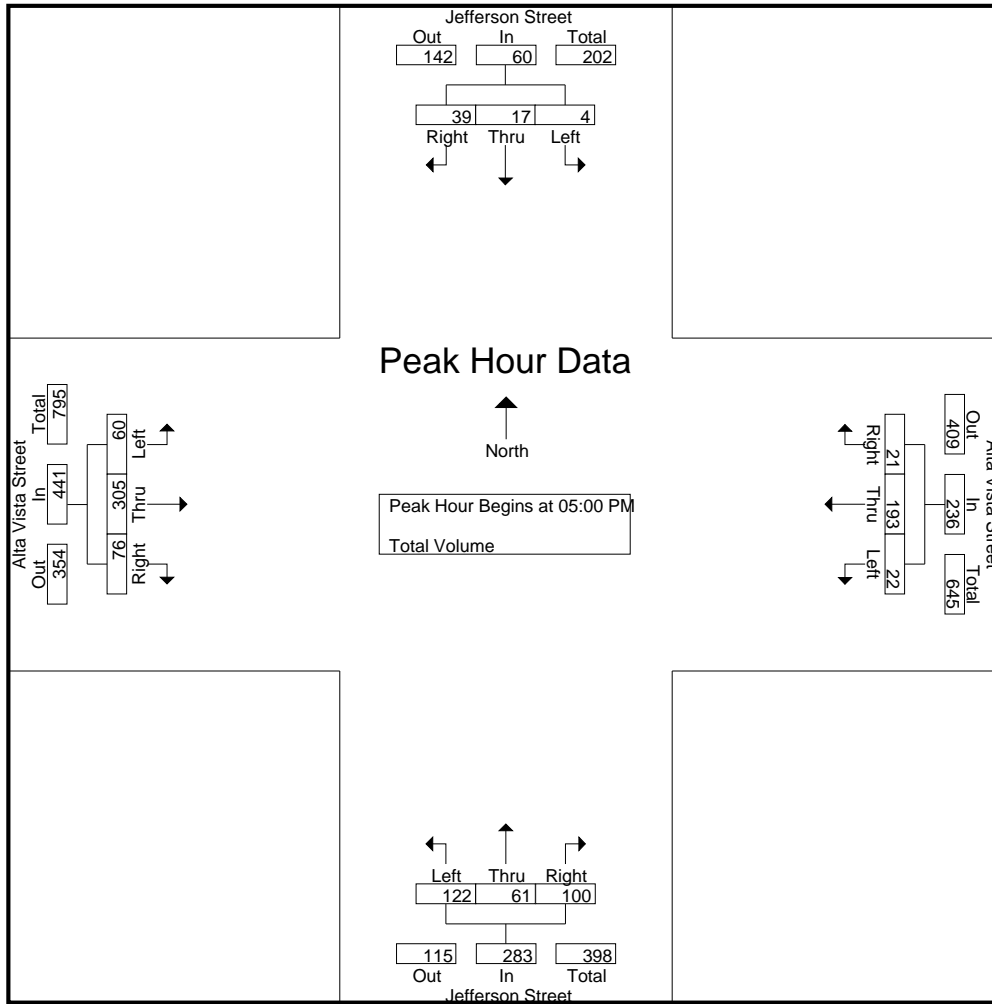 Jefferson Street
Out In Total
142 60 202
39 17 4
Right Thru Left
Peak Hour Data
North
Peak Hour Begins at 05:00 PM
Total Volume
Alta Vista Street
Total In Out
795 441 354
60 305 76
Left Thru Right
Alta Vista Street
Out In Total
409 236 645
21 193 22
Right Thru Left
Left Thru Right
122 61 100
115 283 398
Out In Total
Jefferson Street